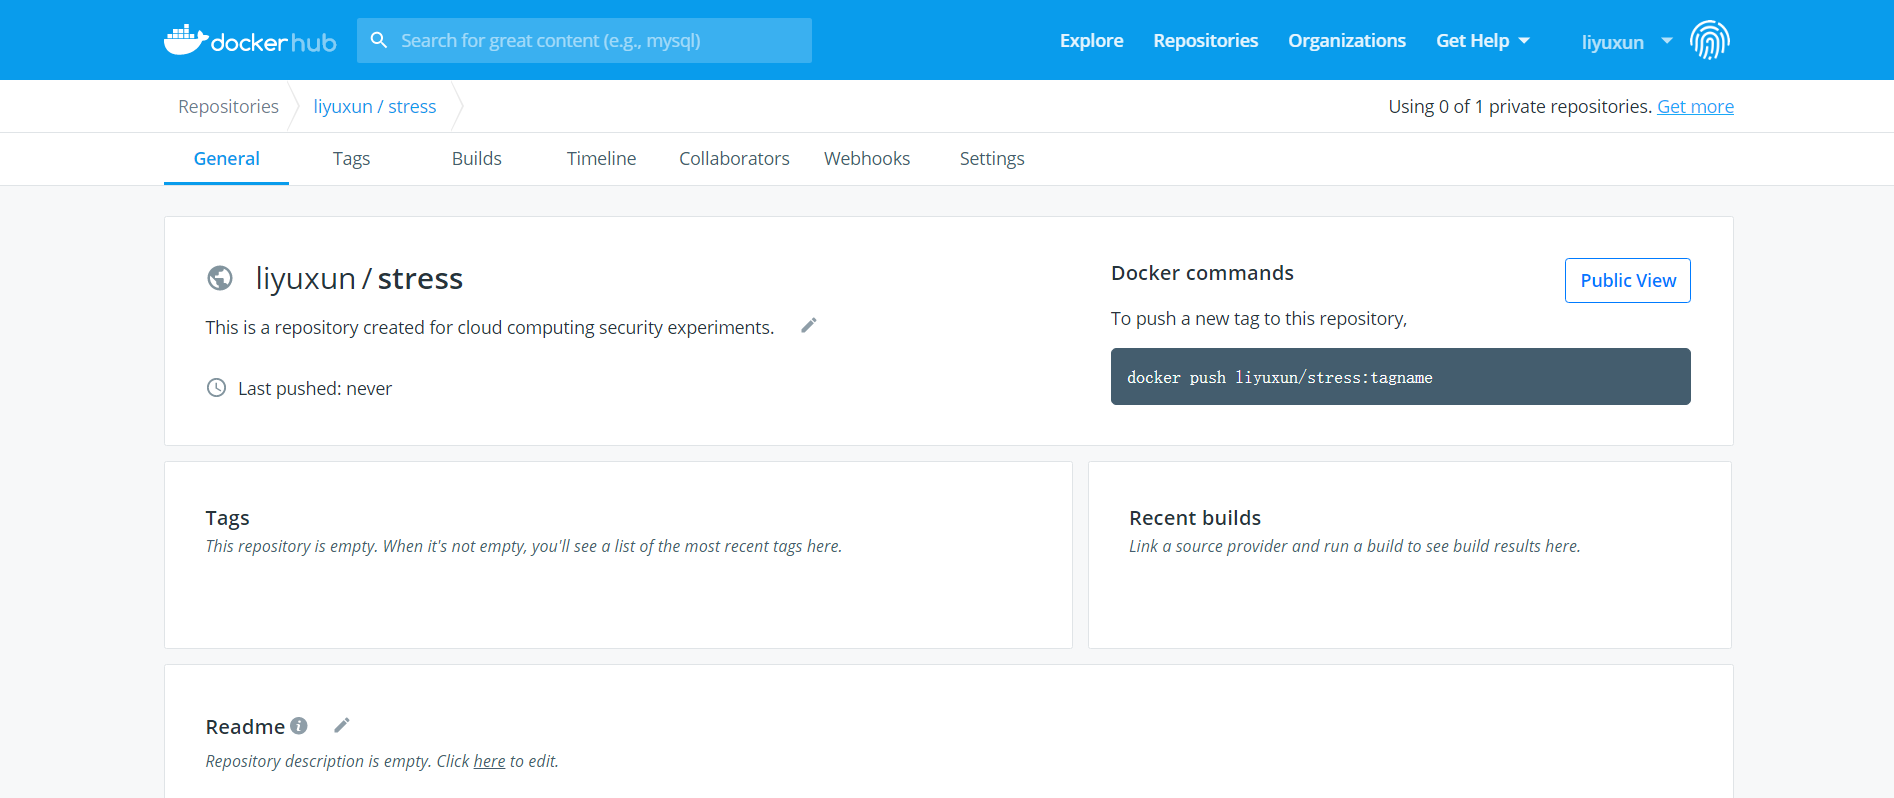 docker hub
Search for great content (e.g., mysql)
Explore Repositories Organizations Get Help liyuxun
Repositories liyuxun / stress
Using 0 of 1 private repositories. Get more
General Tags Builds Timeline Collaborators Webhooks Settings
liyuxun / stress
This is a repository created for cloud computing security experiments.
Last pushed: never
Docker commands
Public View
To push a new tag to this repository,
docker push liyuxun/stress:tagname
Tags
This repository is empty. When it's not empty, you'll see a list of the most recent tags here.
Recent builds
Link a source provider and run a build to see build results here.
Readme
Repository description is empty. Click here to edit.